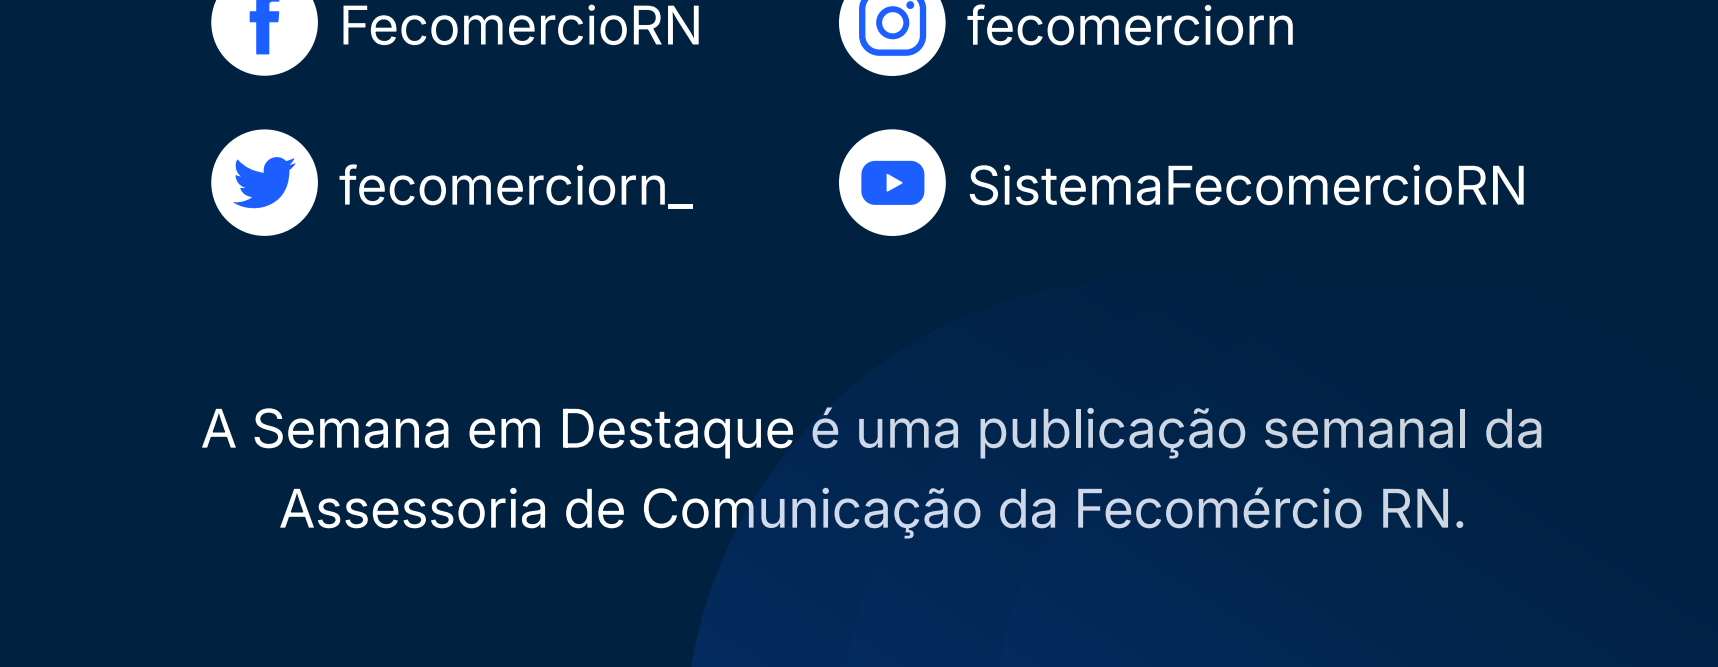 FecomercioRN
fecomerciorn
fecomerciorn_
SistemaFecomercioRN
A Semana em Destaque é uma publicação semanal da
Assessoria de Comunicação da Fecomércio RN.